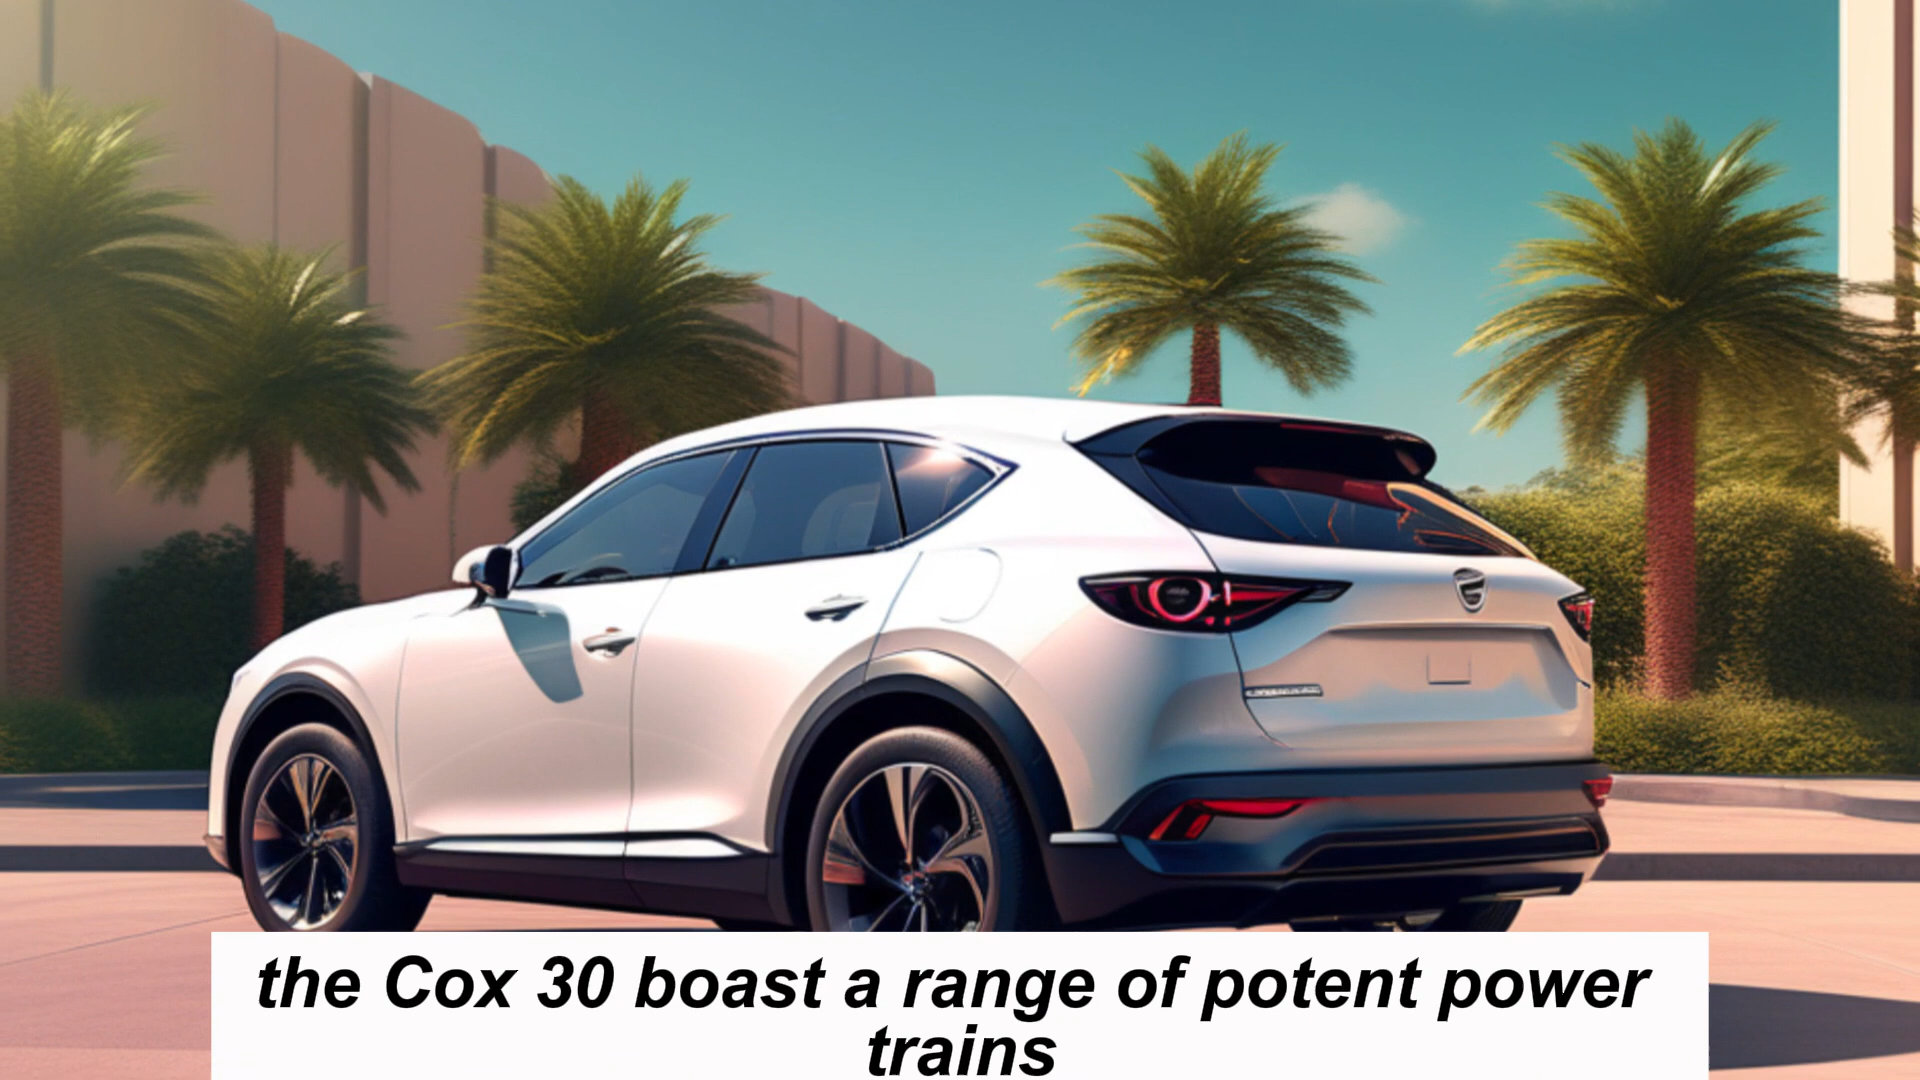 the Cox 30 boast a range of potent power
trains